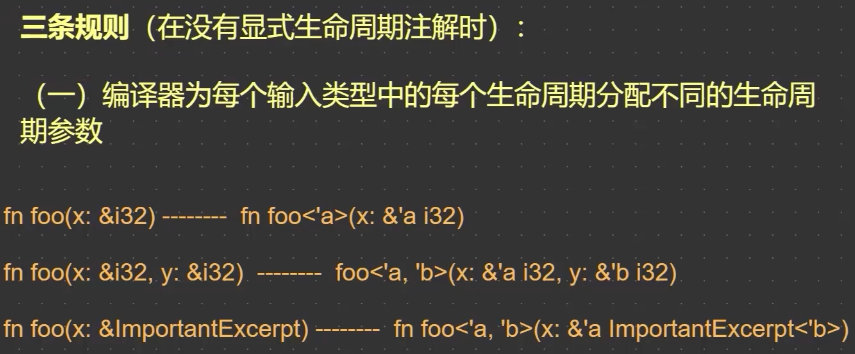 三条规则（在没有显式生命周期注解时）:
（一）编译器为每个输入类型中的每个生命周期分配不同的生命周
期参数
fn foo(x: &i32) -------- fn foo<'a>(x: &'a i32)
fn foo(x: &i32, y: &i32) -------- foo<'a, 'b>(x: &'a i32, y: &'b i32)
fn foo(x: &ImportantExcerpt) -------- fn foo<'a, 'b>(x: &'a ImportantExcerpt<'b>)